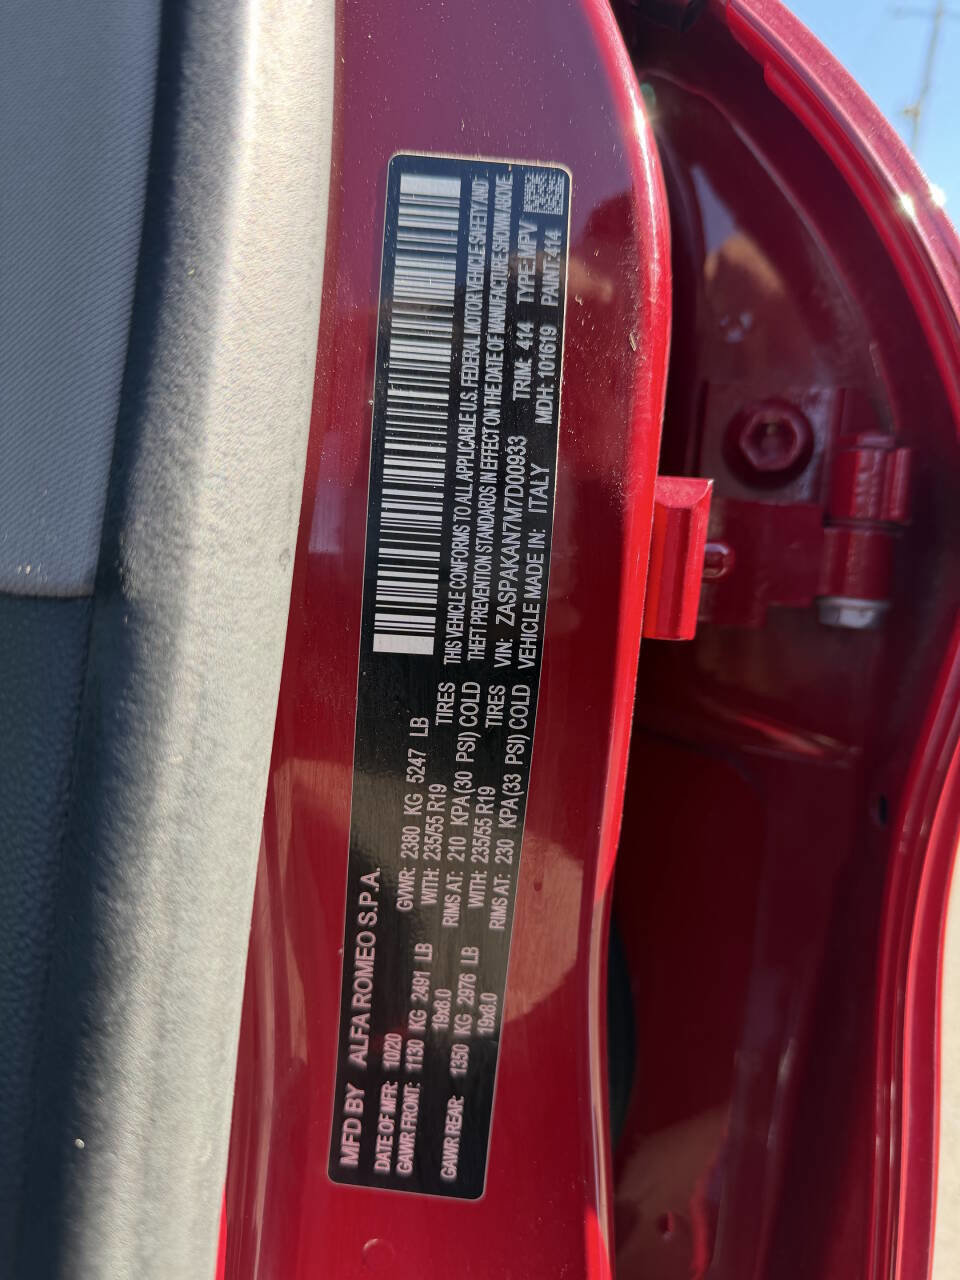 MFD BY ALFA ROMEO S.P.A.
DATE OF MFR: 10/20 GVWR: 2380 KG 5247 LB
GAWR FRONT: 1130 KG 2491 LB WITH: 235/55 R19 TIRES
19x8.0 RIMS AT: 210 KPA(30 PSI) COLD
GAWR REAR: 1350 KG 2976 LB WITH: 235/55 R19 TIRES
19x8.0 RIMS AT: 230 KPA(33 PSI) COLD
THIS VEHICLE CONFORMS TO ALL APPLICABLE U.S. FEDERAL MOTOR VEHICLE SAFETY AND
THEFT PREVENTION STANDARDS IN EFFECT ON THE DATE OF MANUFACTURE SHOWN ABOVE.
VIN: ZASPAKAN7M7D00933 TRIM: 414 TYPE:MPV
VEHICLE MADE IN: ITALY MDH: 101619 PAINT:414